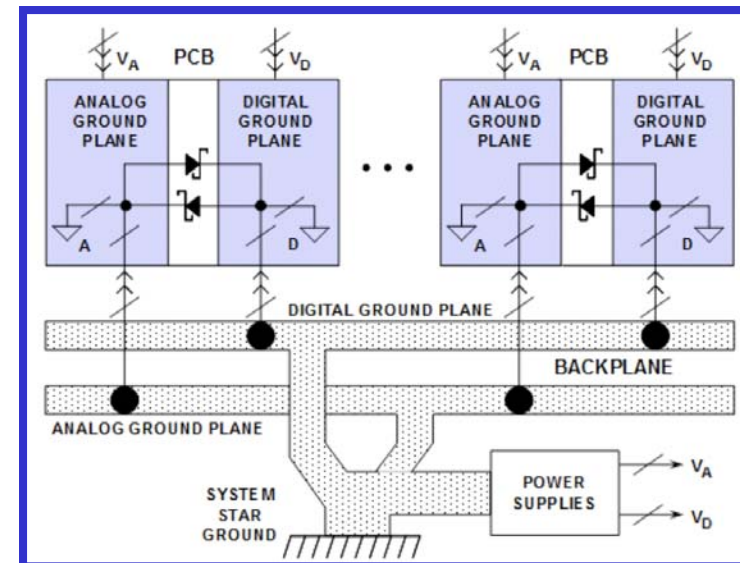 V_A
PCB
V_D
V_A
PCB
V_D
ANALOG
GROUND
PLANE
DIGITAL
GROUND
PLANE
ANALOG
GROUND
PLANE
DIGITAL
GROUND
PLANE
• • •
A
D
A
D
DIGITAL GROUND PLANE
BACKPLANE
ANALOG GROUND PLANE
SYSTEM
STAR
GROUND
POWER
SUPPLIES
V_A
V_D